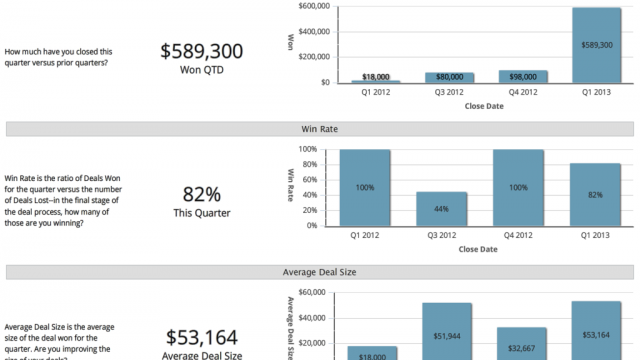 How much have you closed this
quarter versus prior quarters?
$589,300
Won QTD
Won
$600,000
$400,000
$200,000
$0
$18,000
$80,000
$98,000
$589,300
Q1 2012
Q3 2012
Q4 2012
Q1 2013
Close Date
Win Rate
Win Rate is the ratio of Deals Won
for the quarter versus the number
of Deals Lost--in the final stage of
the deal process, how many of
those are you winning?
82%
This Quarter
Win Rate
100%
80%
60%
40%
20%
0%
100%
44%
100%
82%
Q1 2012
Q3 2012
Q4 2012
Q1 2013
Close Date
Average Deal Size
Average Deal Size is the average
size of the deal won for the
quarter. Are you improving the
size of your deals?
$53,164
Average Deal Size
Average Deal Size
$60,000
$40,000
$20,000
$18,000
$51,944
$32,667
$53,164